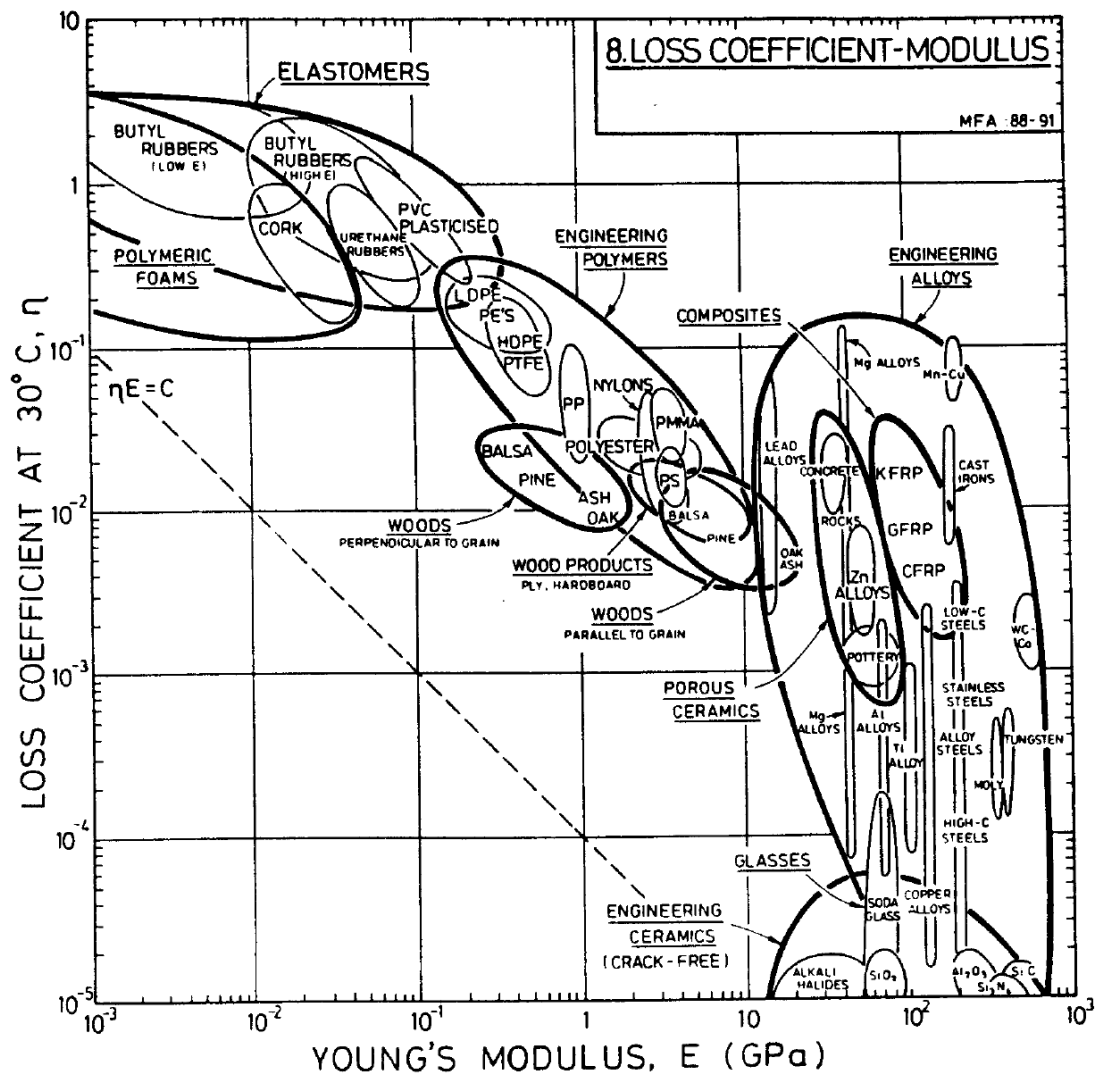 8.LOSS COEFFICIENT-MODULUS
MFA :88-91
LOSS COEFFICIENT AT 30°C, η
10
1
10⁻¹
10⁻²
10⁻³
10⁻⁴
10⁻⁵
ELASTOMERS
BUTYL
RUBBERS
(LOW E)
BUTYL
RUBBERS
(HIGH E)
CORK
PVC
PLASTICISED
URETHANE
RUBBERS
POLYMERIC
FOAMS
ENGINEERING
POLYMERS
ENGINEERING
ALLOYS
COMPOSITES
LDPE
PE'S
HDPE
PTFE
PP
NYLONS
PMMA
POLYESTER
PS
ηE=C
Mg ALLOYS
Mn-Cu
BALSA
PINE
ASH
OAK
BALSA
PINE
OAK
ASH
LEAD
ALLOYS
CONCRETE
ROCKS
KFRP
GFRP
CFRP
CAST
IRONS
WOODS
PERPENDICULAR TO GRAIN
WOOD PRODUCTS
PLY, HARDBOARD
WOODS
PARALLEL TO GRAIN
Zn
ALLOYS
POTTERY
LOW-C
STEELS
WC-
Co
POROUS
CERAMICS
Mg
ALLOYS
Al
ALLOYS
TI
ALLOY
STAINLESS
STEELS
ALLOY
STEELS
TUNGSTEN
MOLY
HIGH-C
STEELS
GLASSES
SODA
GLASS
COPPER
ALLOYS
ENGINEERING
CERAMICS
(CRACK-FREE)
ALKALI
HALIDES
SiO₂
Al₂O₃
SiC
10⁻³
10⁻²
10⁻¹
1
10
10²
10³
YOUNG'S MODULUS, E (GPa)